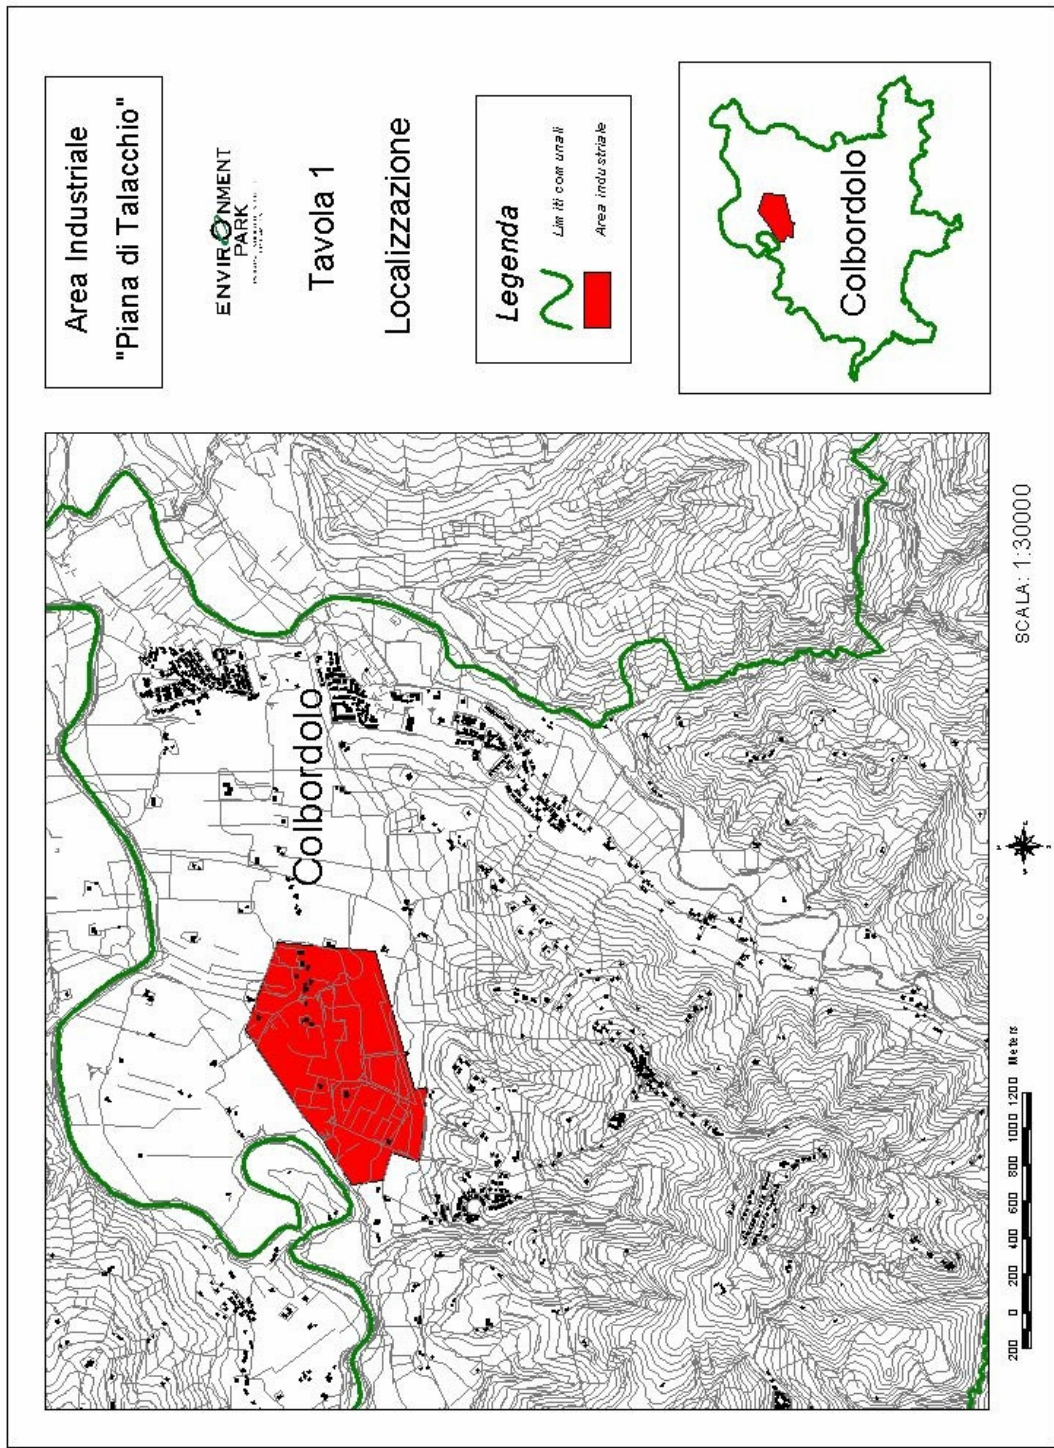 Area Industriale
"Piana di Talacchio"
ENVIRONMENT
PARK
Tavola 1
Localizzazione
Legenda
Limiti comunali
Area industriale
Colbordolo
Colbordolo
SCALA: 1:30000
200 0 200 400 600 800 1000 1200 Meters